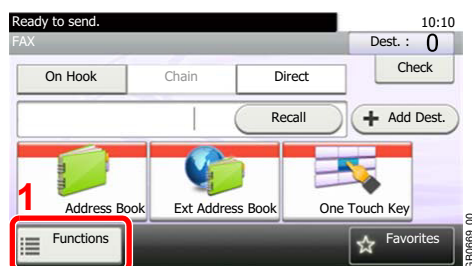 Ready to send.
10:10
FAX
Dest. : 0
On Hook
Chain
Direct
Check
Recall
Add Dest.
1
Address Book
Ext Address Book
One Touch Key
Functions
Favorites
GB0669_00